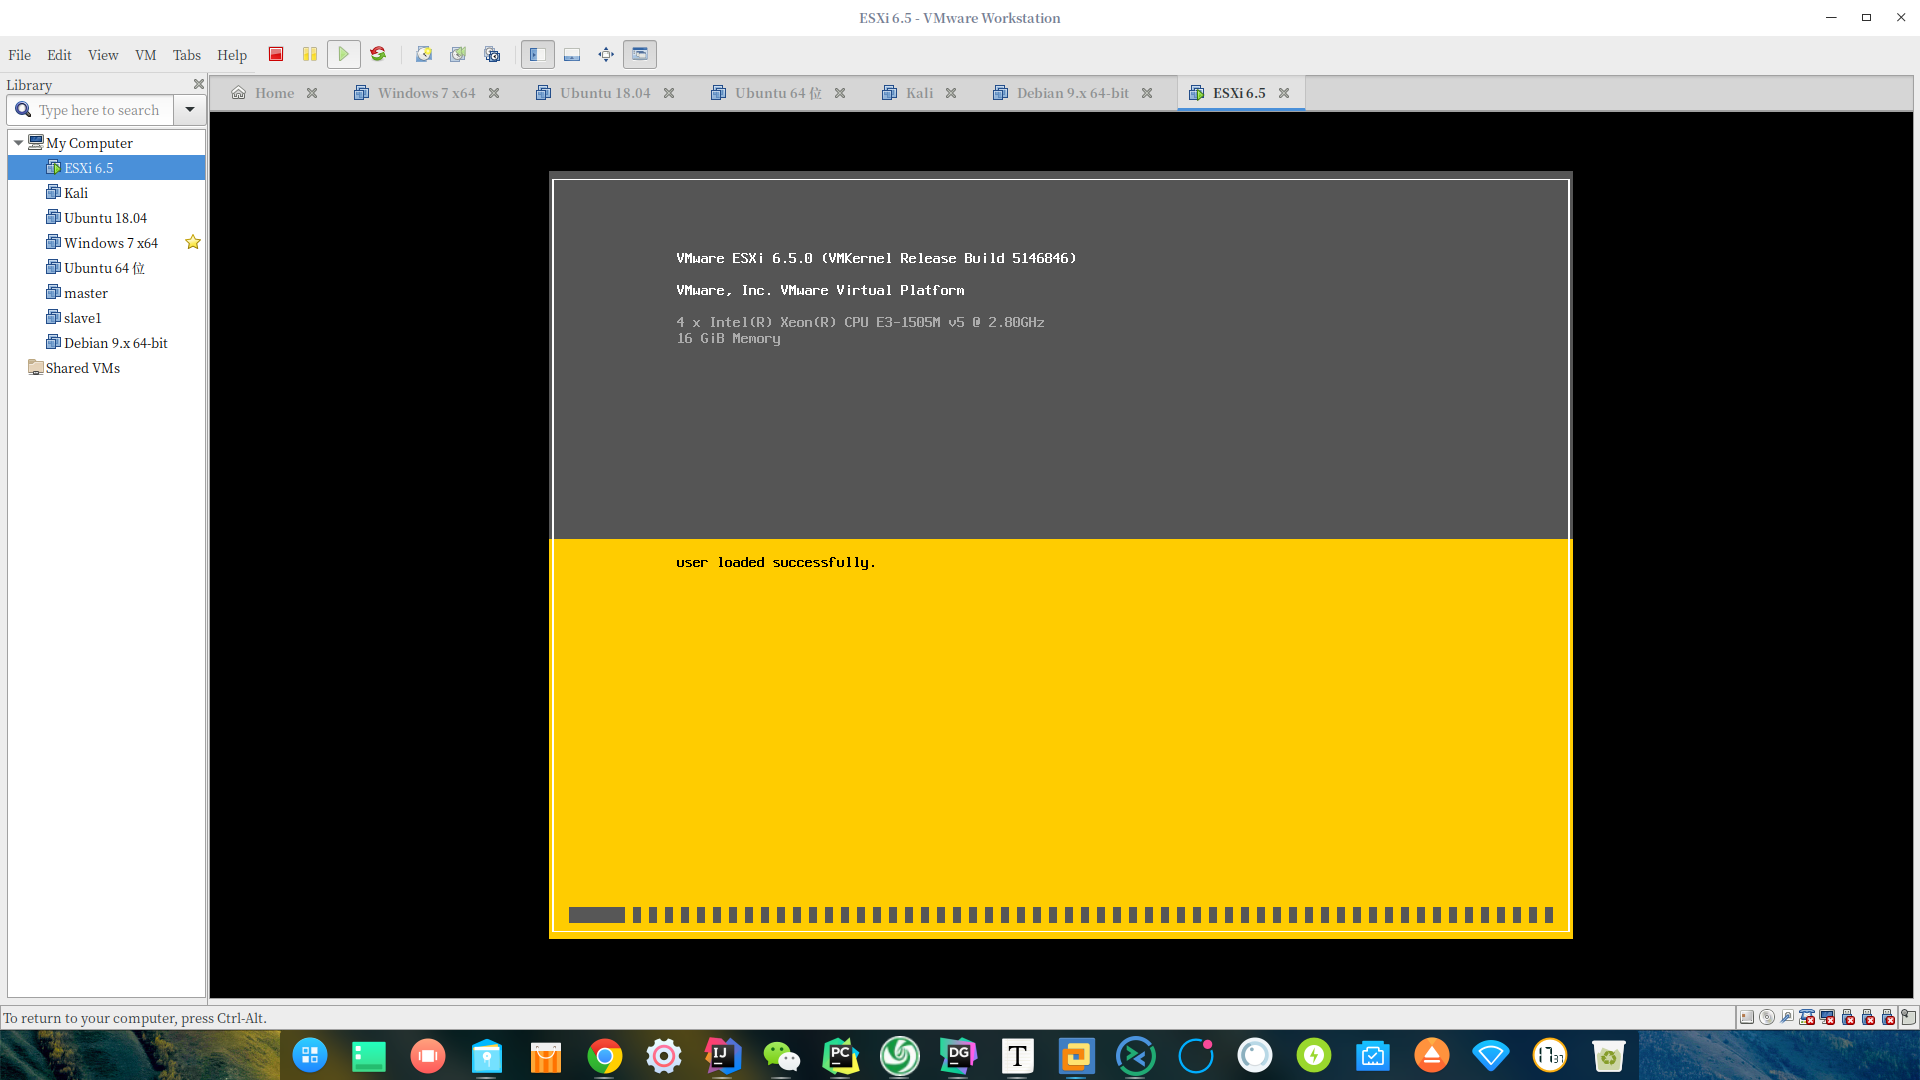 ESXi 6.5 - VMware Workstation
File Edit View VM Tabs Help
Library
Type here to search
My Computer
ESXi 6.5
Kali
Ubuntu 18.04
Windows 7 x64
Ubuntu 64 位
master
slave1
Debian 9.x 64-bit
Shared VMs
Home Windows 7 x64 Ubuntu 18.04 Ubuntu 64 位 Kali Debian 9.x 64-bit ESXi 6.5
VMware ESXi 6.5.0 (VMKernel Release Build 5146846)
VMware, Inc. VMware Virtual Platform
4 x Intel(R) Xeon(R) CPU E3-1505M v5 @ 2.80GHz
16 GiB Memory
user loaded successfully.
To return to your computer, press Ctrl-Alt.
IJ PC DG T 17 37